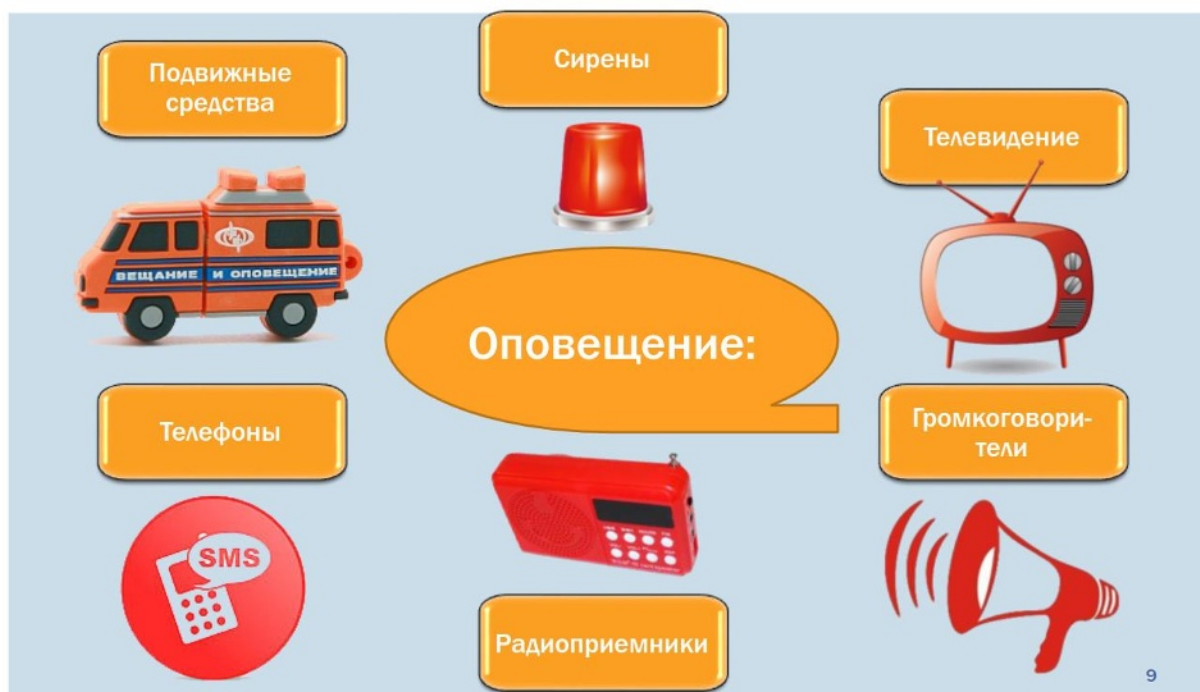 Подвижные
средства
Сирены
Телевидение
ВЕЩАНИЕ И ОПОВЕЩЕНИЕ
Оповещение:
Телефоны
Громкоговори-
тели
SMS
Радиоприемники
9